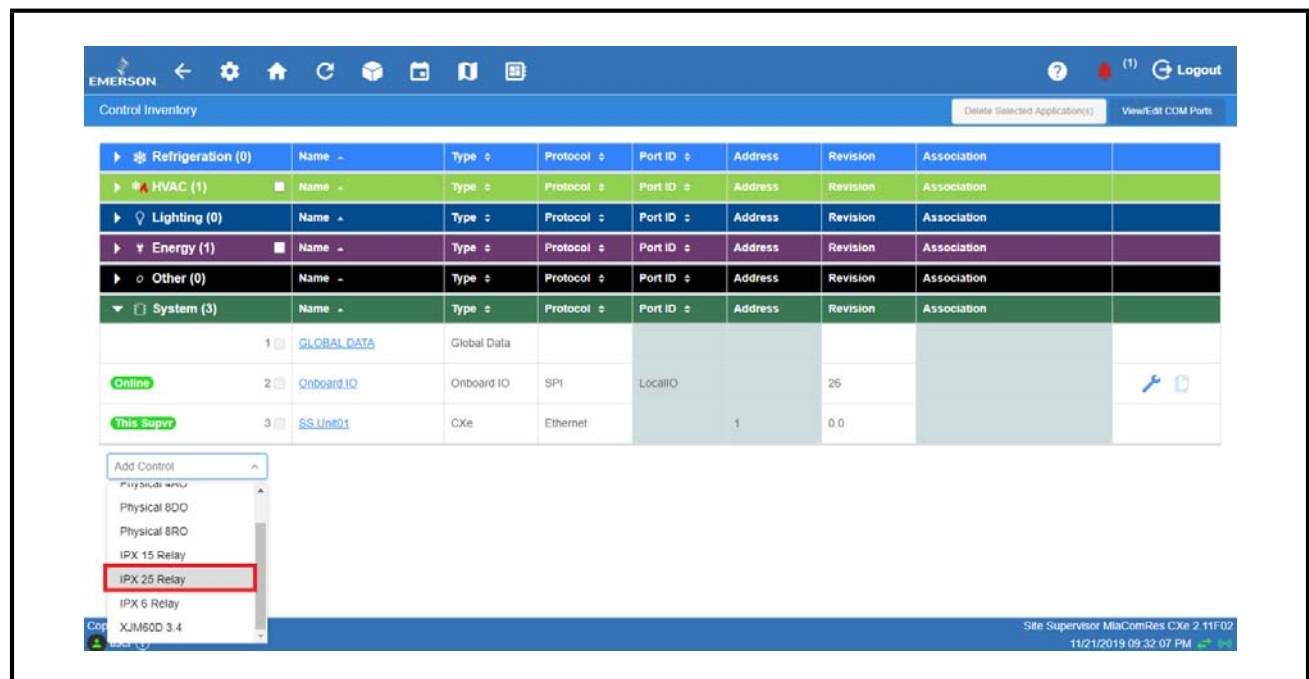 EMERSON
(1) Logout
Control Inventory Delete Selected Application(s) View/Edit COM Ports
Refrigeration (0) Name Type Protocol Port ID Address Revision Association
HVAC (1) Name Type Protocol Port ID Address Revision Association
Lighting (0) Name Type Protocol Port ID Address Revision Association
Energy (1) Name Type Protocol Port ID Address Revision Association
Other (0) Name Type Protocol Port ID Address Revision Association
System (3) Name Type Protocol Port ID Address Revision Association
1 GLOBAL DATA Global Data
Online 2 Onboard IO Onboard IO SPI LocalIO 26
This Supvr 3 SS Unit01 CXe Ethernet 1 0.0
Add Control
Physical 4AO
Physical 8DO
Physical 8RO
IPX 15 Relay
IPX 25 Relay
IPX 6 Relay
XJM60D 3.4
Cop
Site Supervisor MiaComRes CXe 2.11F02
user
11/21/2019 09:32:07 PM